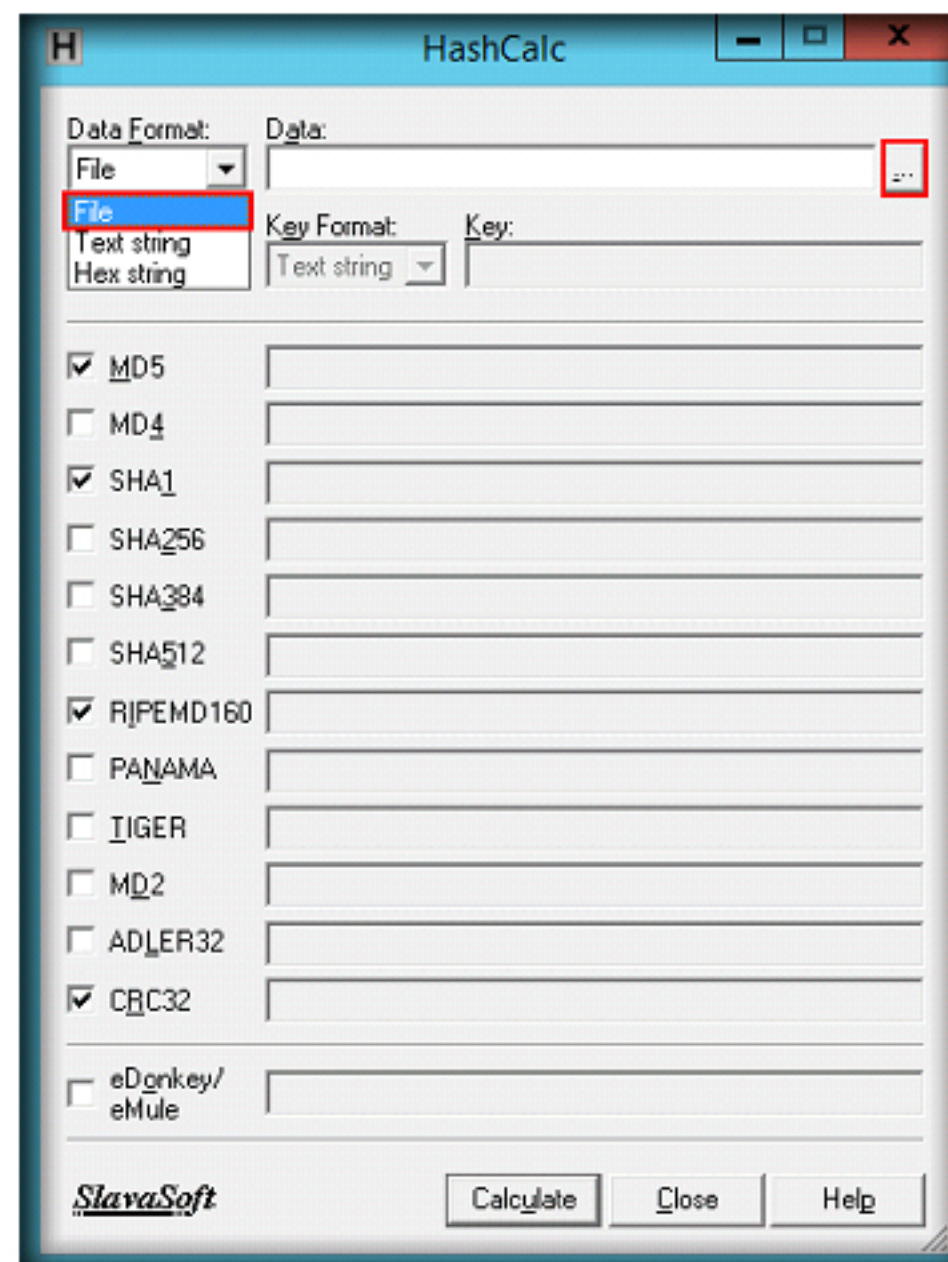 H HashCalc
Data Format: Data:
File ...
File
Text string
Hex string
Key Format: Key:
Text string
MD5
MD4
SHA1
SHA256
SHA384
SHA512
RIPEMD160
PANAMA
TIGER
MD2
ADLER32
CRC32
eDonkey/
eMule
SlavaSoft Calculate Close Help